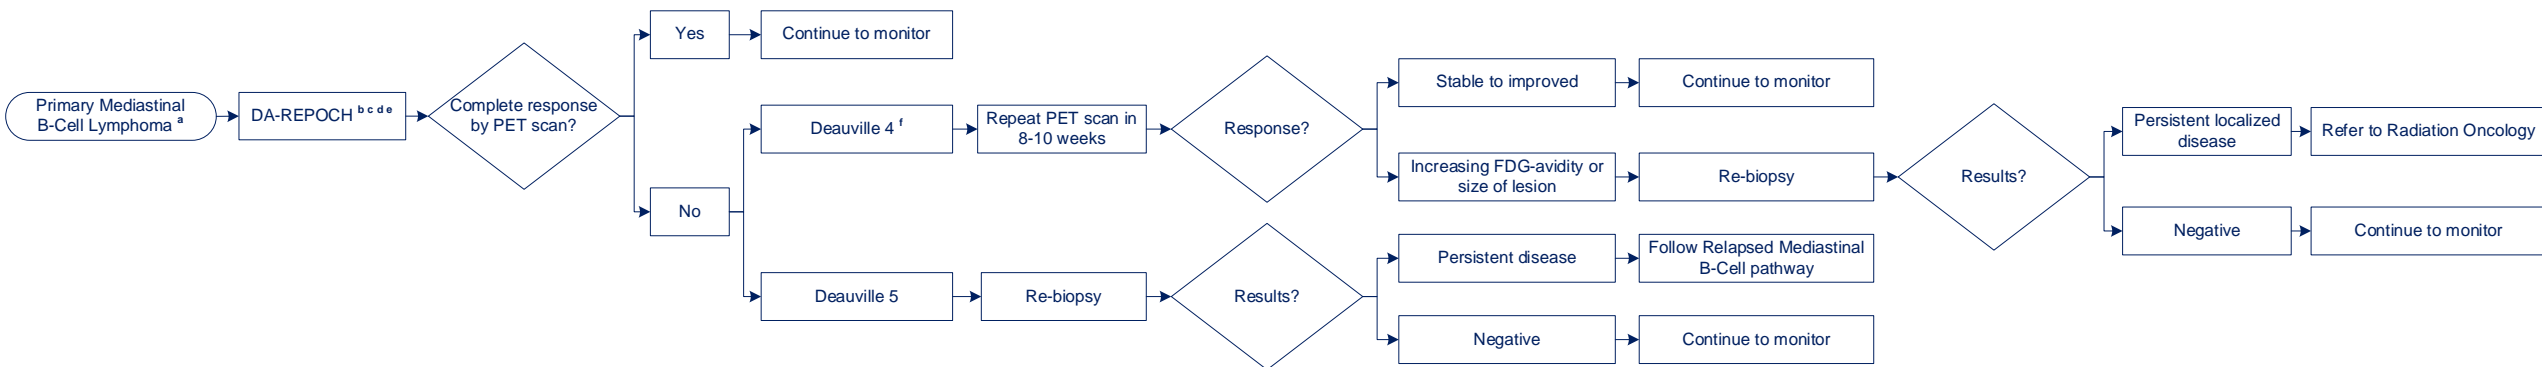 Primary Mediastinal
B-Cell Lymphoma a
DA-REPOCH b c d e
Complete response
by PET scan?
Yes
Continue to monitor
No
Deauville 4 f
Repeat PET scan in
8-10 weeks
Response?
Stable to improved
Continue to monitor
Increasing FDG-avidity or
size of lesion
Re-biopsy
Results?
Persistent localized
disease
Refer to Radiation Oncology
Negative
Continue to monitor
Deauville 5
Re-biopsy
Results?
Persistent disease
Follow Relapsed Mediastinal
B-Cell pathway
Negative
Continue to monitor